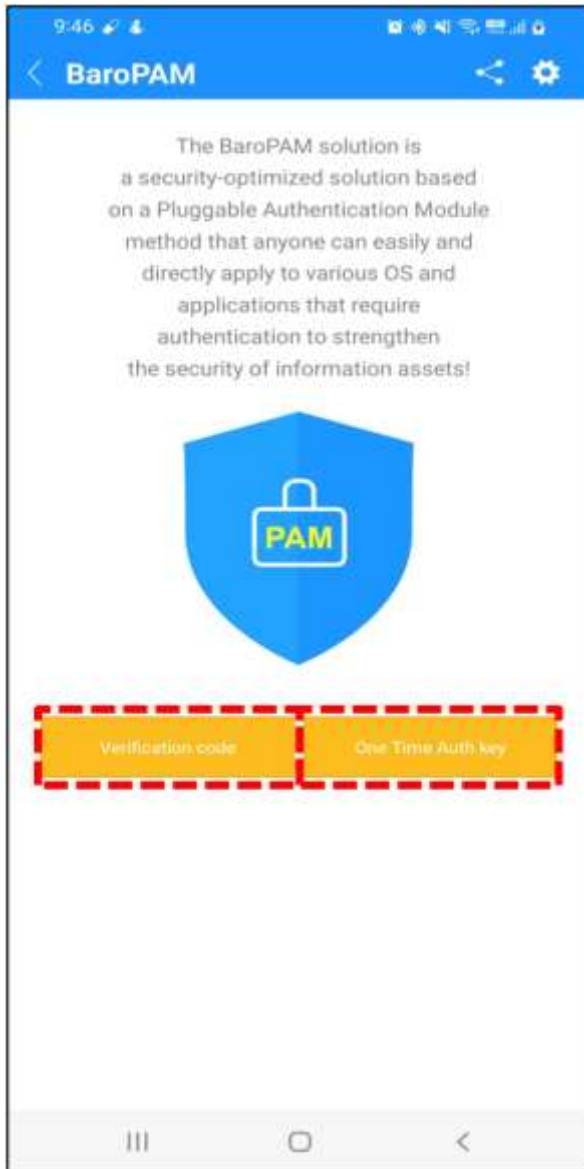 9:46
BaroPAM
The BaroPAM solution is
a security-optimized solution based
on a Pluggable Authentication Module
method that anyone can easily and
directly apply to various OS and
applications that require
authentication to strengthen
the security of information assets!
PAM
Verification code
One Time Auth key